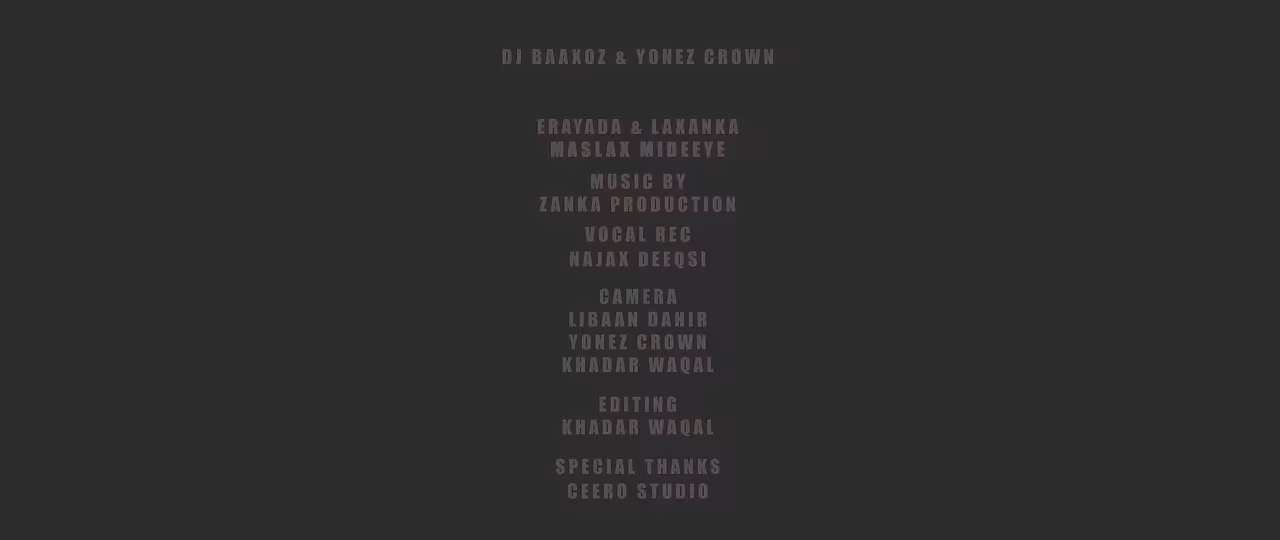 DJ BAAXOZ & YONEZ CROWN
ERAYADA & LAXANKA
MASLAX MIDEEYE
MUSIC BY
ZANKA PRODUCTION
VOCAL REC
NAJAX DEEQSI
CAMERA
LIBAAN DAHIR
YONEZ CROWN
KHADAR WAQAL
EDITING
KHADAR WAQAL
SPECIAL THANKS
CEERO STUDIO